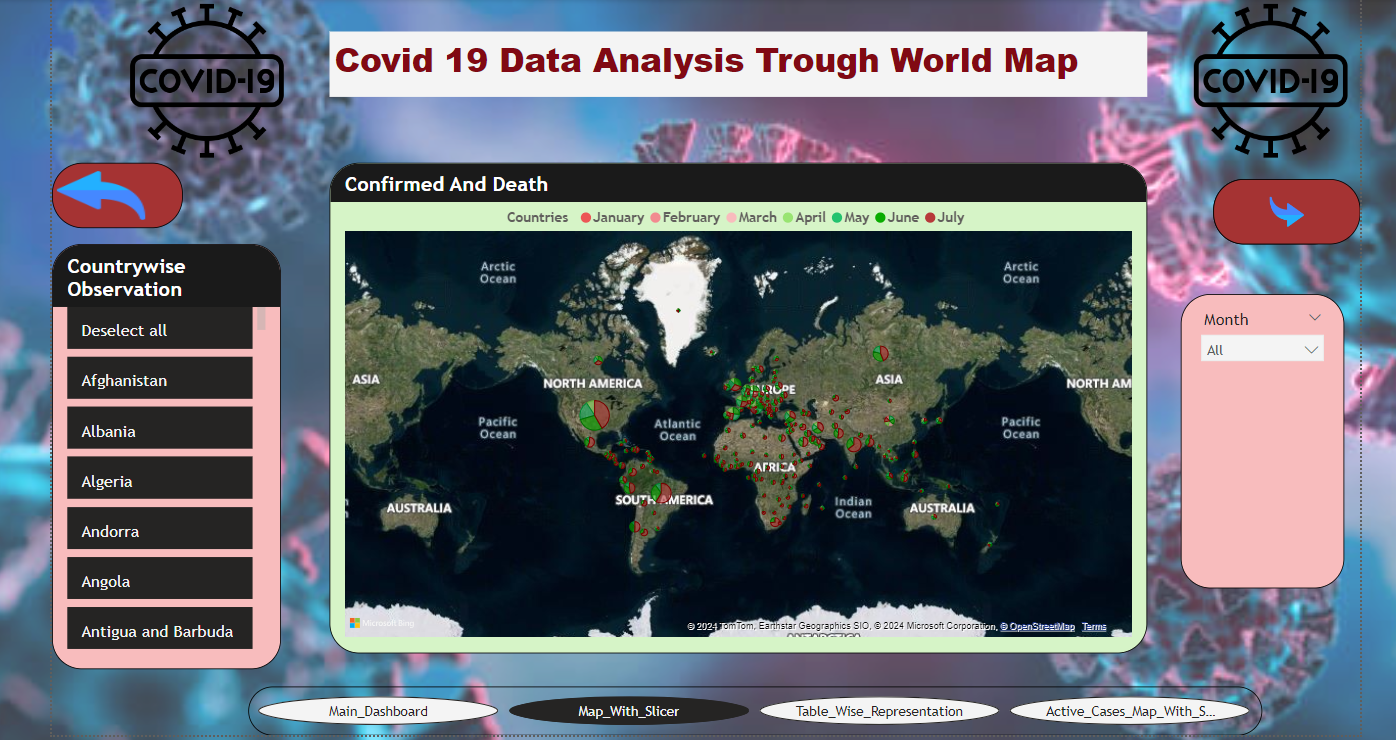 COVID-19
Covid 19 Data Analysis Trough World Map
COVID-19
Confirmed And Death
Countries January February March April May June July
Countrywise
Observation
Deselect all
Afghanistan
Albania
Algeria
Andorra
Angola
Antigua and Barbuda
Arctic
Ocean
Arctic
Ocean
ASIA
NORTH AMERICA
EUROPE
ASIA
NORTH AM
Pacific
Ocean
Atlantic
Ocean
Pacific
Ocean
AFRICA
SOUTH AMERICA
AUSTRALIA
Indian
Ocean
AUSTRALIA
Microsoft Bing
© 2024 TomTom, Earthstar Geographics SIO, © 2024 Microsoft Corporation, © OpenStreetMap Terms
ANTARCTICA
Month
All
Main_Dashboard
Map_With_Slicer
Table_Wise_Representation
Active_Cases_Map_With_S...